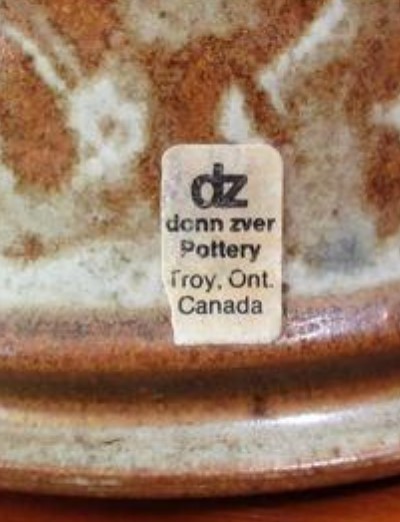 dz
donn zver
Pottery
Troy, Ont.
Canada